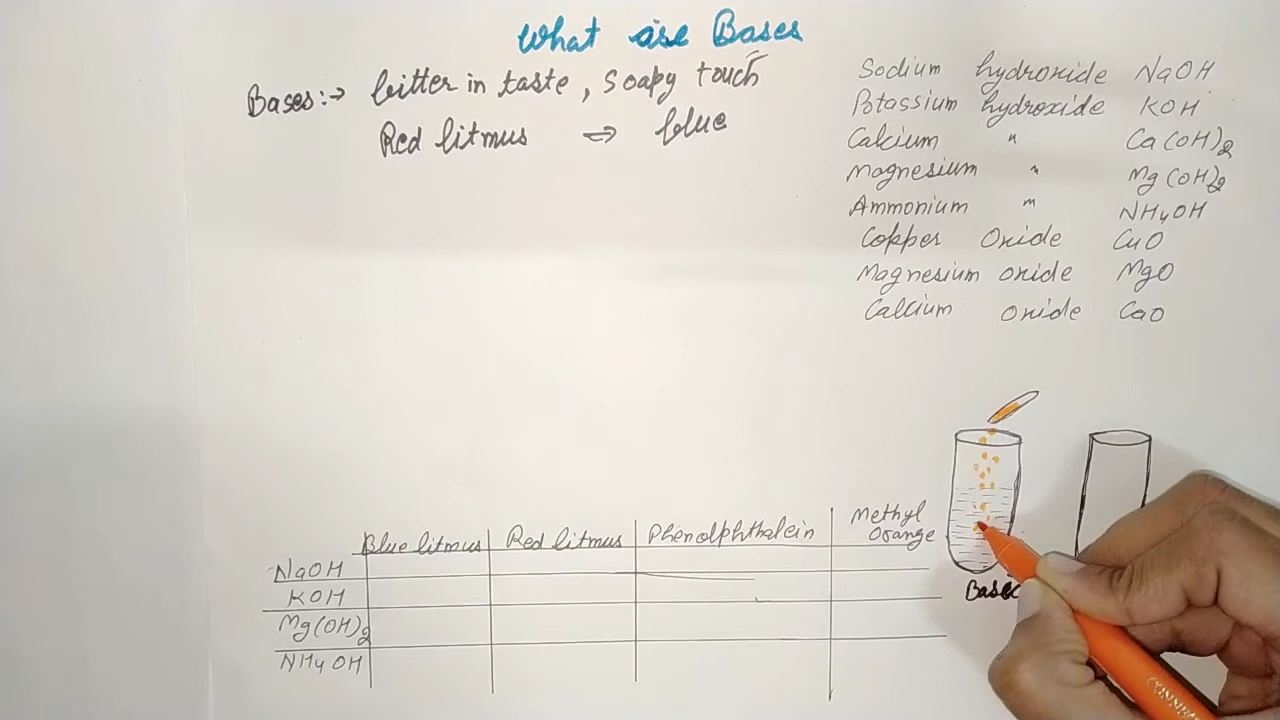 What are Bases
Bases:→ bitter in taste, soapy touch
Red litmus ⇒ blue
Sodium hydroxide NaOH
Potassium hydroxide KOH
Calcium " Ca(OH)2
Magnesium " Mg(OH)2
Ammonium " NH4OH
Copper Oxide CuO
Magnesium oxide MgO
Calcium oxide CaO
Blue litmus Red litmus Phenolphthalein Methyl Orange
NaOH
KOH
Mg(OH)2
NH4OH